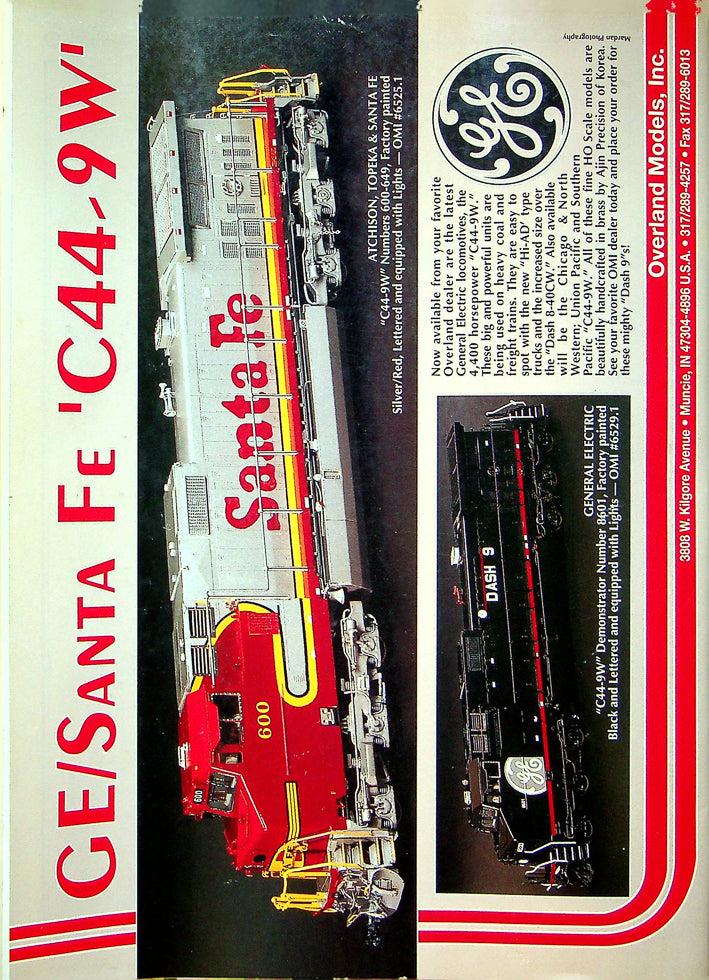 GE/SANTA FE 'C44-9W'
600
600
Santa Fe
ATCHISON, TOPEKA & SANTA FE
"C44-9W" Numbers 600-649, Factory painted
Silver/Red, Lettered and equipped with Lights — OMI #6525.1
GE
DASH 9
GENERAL ELECTRIC
"C44-9W" Demonstrator Number 8601, Factory painted
Black and Lettered and equipped with Lights — OMI #6529.1
Now available from your favorite
Overland dealer are the latest
General Electric locomotives, the
4,400 horsepower "C44-9W."
These big and powerful units are
being used on heavy coal and
freight trains. They are easy to
spot with the new "Hi-AD" type
trucks and the increased size over
the "Dash 8-40CW." Also available
will be the Chicago & North
Western; Union Pacific and Southern
Pacific "C44-9W." All of these fine HO Scale models are
beautifully handcrafted in brass by Ajin Precision of Korea.
See your favorite OMI dealer today and place your order for
these mighty "Dash 9"s!
GE
Mardan Photography
Overland Models, Inc.
3808 W. Kilgore Avenue • Muncie, IN 47304-4896 U.S.A. • 317/289-4257 • Fax 317/289-6013